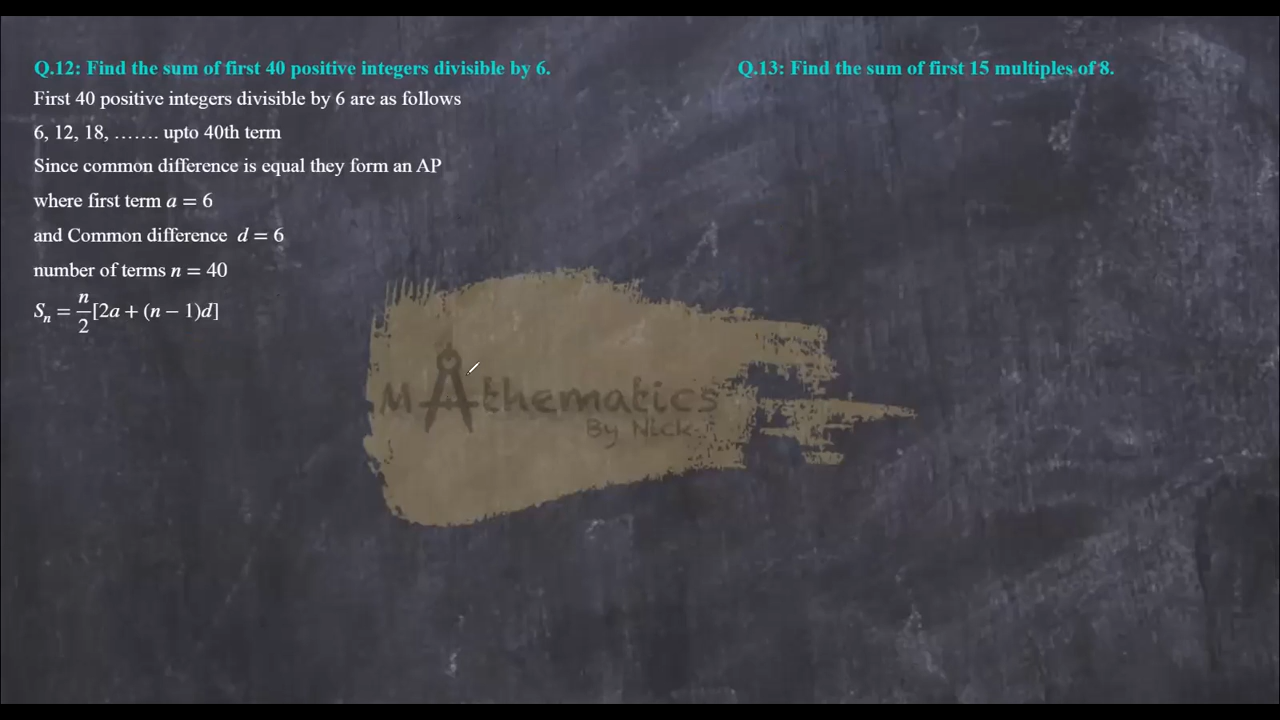 Q.12: Find the sum of first 40 positive integers divisible by 6.
First 40 positive integers divisible by 6 are as follows
6, 12, 18, ……. upto 40th term
Since common difference is equal they form an AP
where first term a = 6
and Common difference d = 6
number of terms n = 40
Sₙ = n/2[2a + (n − 1)d]
Q.13: Find the sum of first 15 multiples of 8.
MAthematics
By Nick